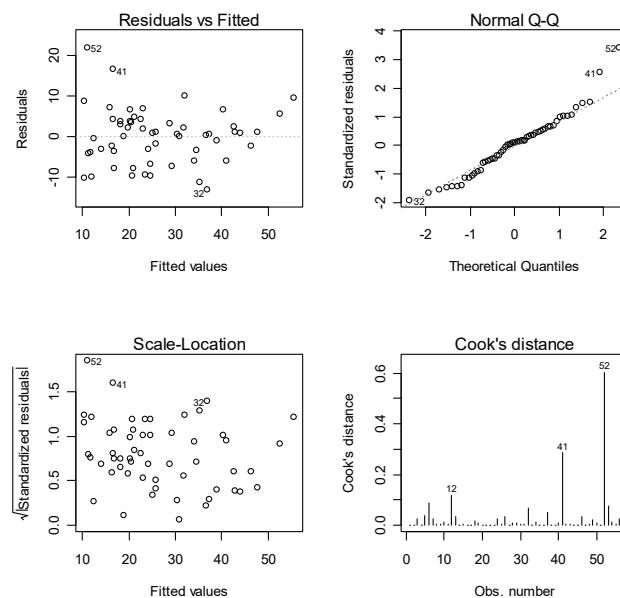 Residuals vs Fitted
Residuals
20
10
0
-10
52
41
32
10 20 30 40 50
Fitted values
Normal Q-Q
Standardized residuals
4
3
2
1
0
-1
-2
52
41
32
-2 -1 0 1 2
Theoretical Quantiles
Scale-Location
√|Standardized residuals|
1.5
1.0
0.5
0.0
52
41
32
10 20 30 40 50
Fitted values
Cook's distance
Cook's distance
0.6
0.4
0.2
0.0
52
41
12
0 10 20 30 40 50
Obs. number